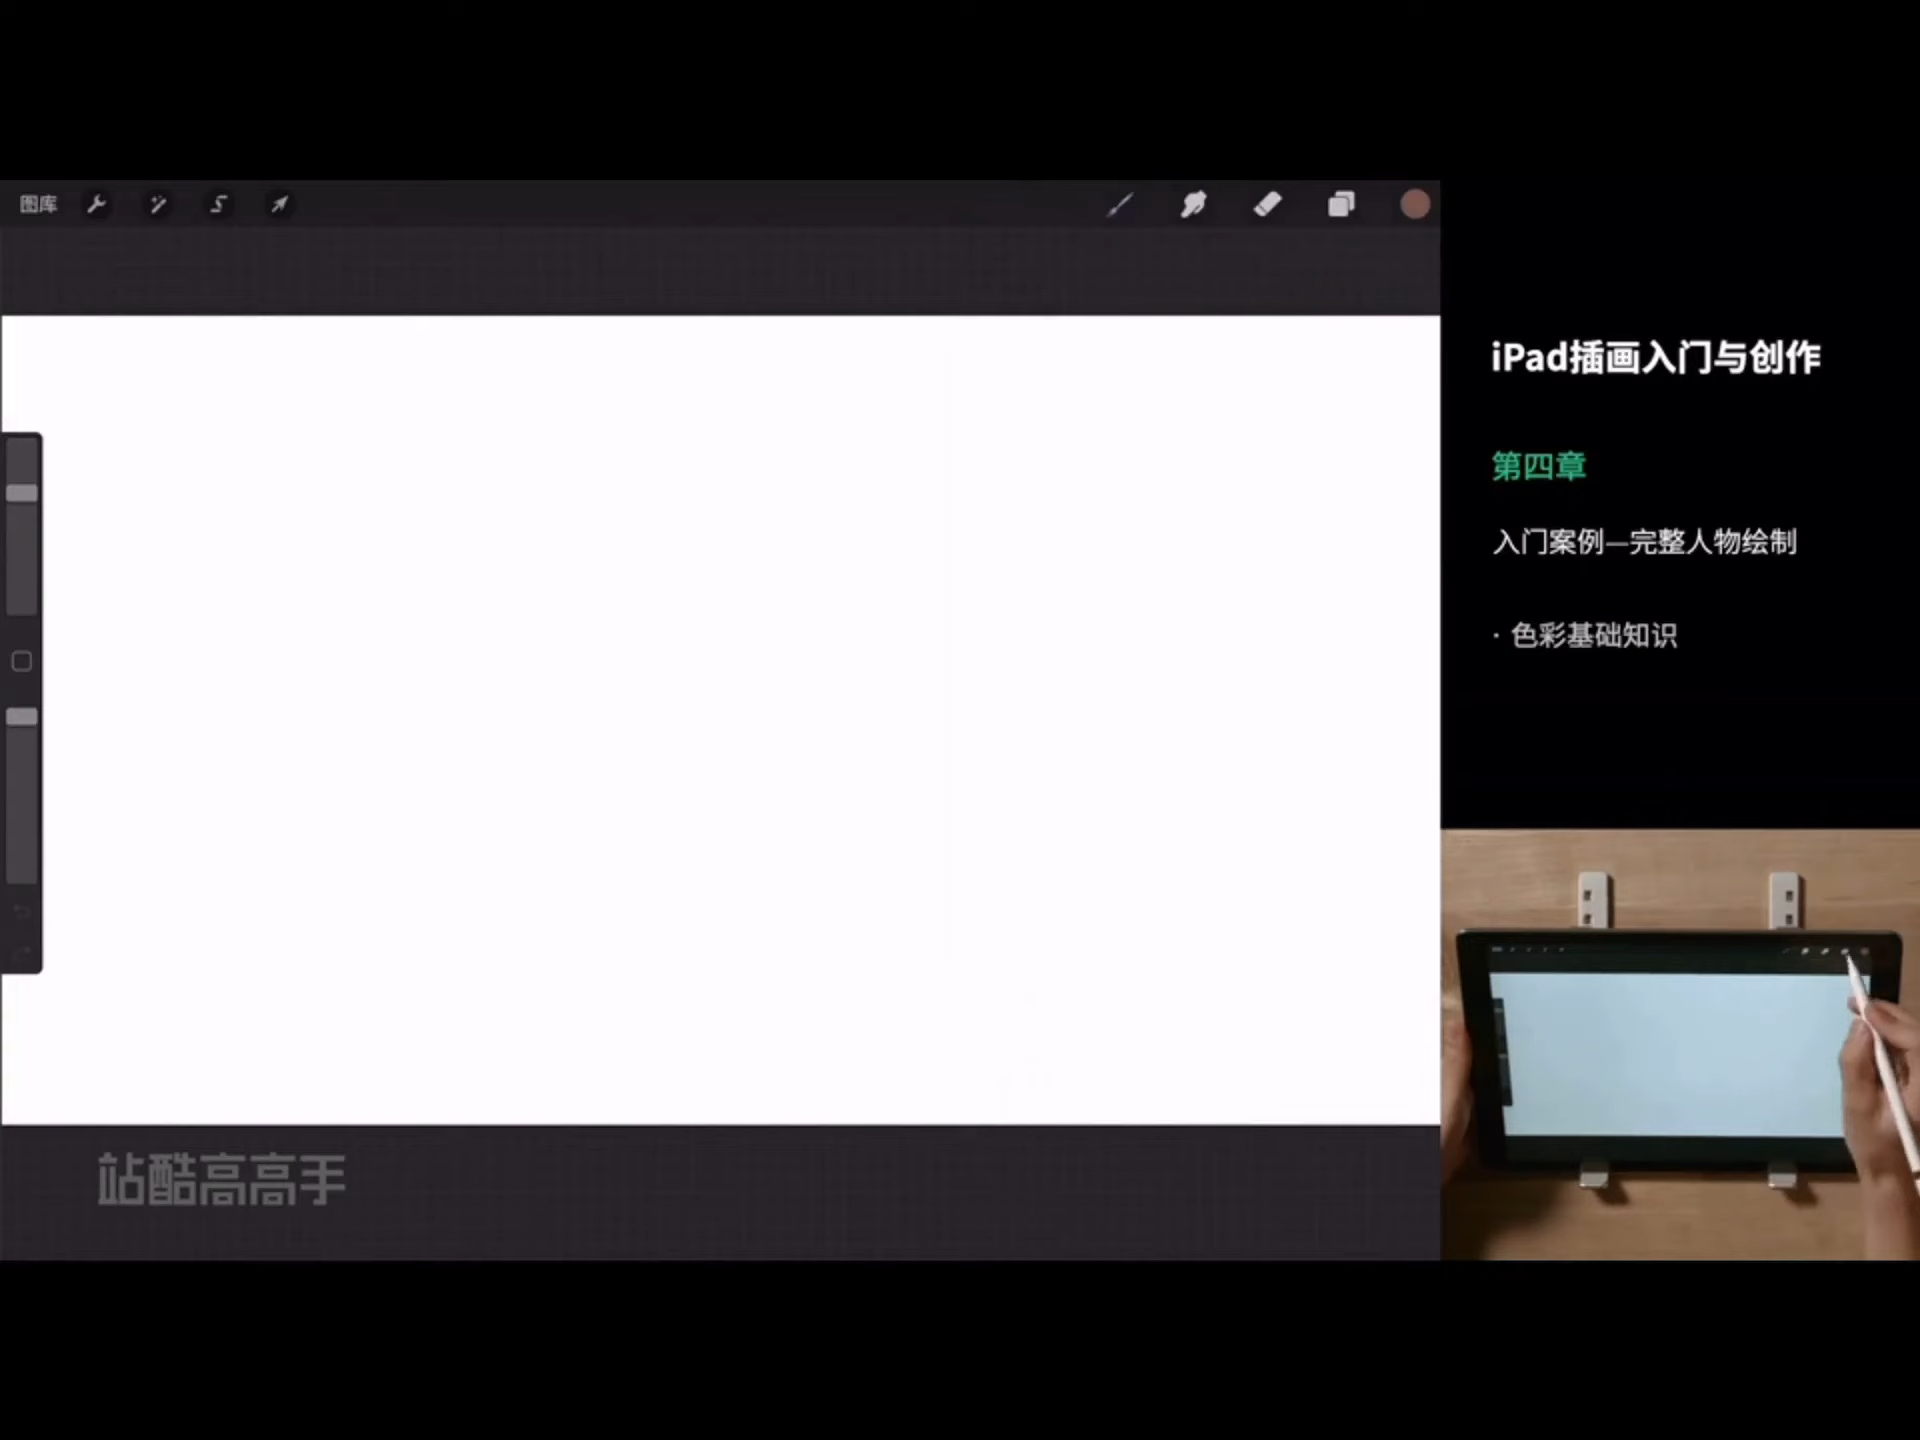 图库
iPad插画入门与创作
第四章
入门案例—完整人物绘制
· 色彩基础知识
站酷高高手